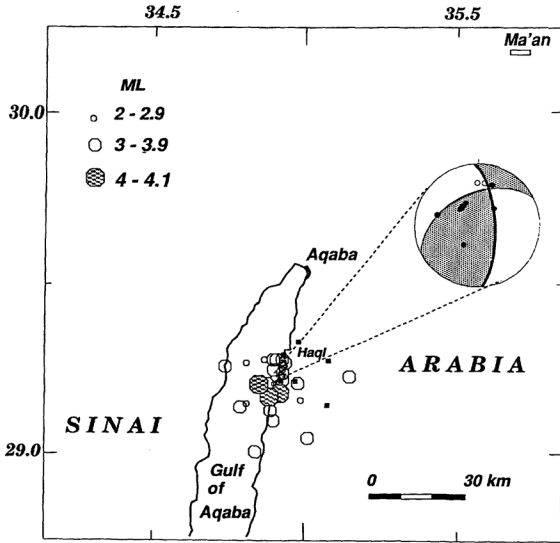 34.5
35.5
Ma'an
ML
30.0
2 - 2.9
3 - 3.9
4 - 4.1
Aqaba
Haql
ARABIA
SINAI
29.0
Gulf
of
Aqaba
0 30 km